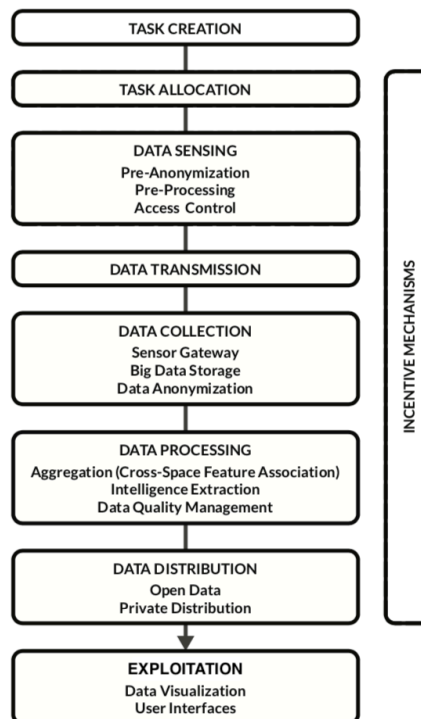 TASK CREATION
TASK ALLOCATION
DATA SENSING
Pre-Anonymization
Pre-Processing
Access Control
DATA TRANSMISSION
DATA COLLECTION
Sensor Gateway
Big Data Storage
Data Anonymization
DATA PROCESSING
Aggregation (Cross-Space Feature Association)
Intelligence Extraction
Data Quality Management
DATA DISTRIBUTION
Open Data
Private Distribution
EXPLOITATION
Data Visualization
User Interfaces
INCENTIVE MECHANISMS